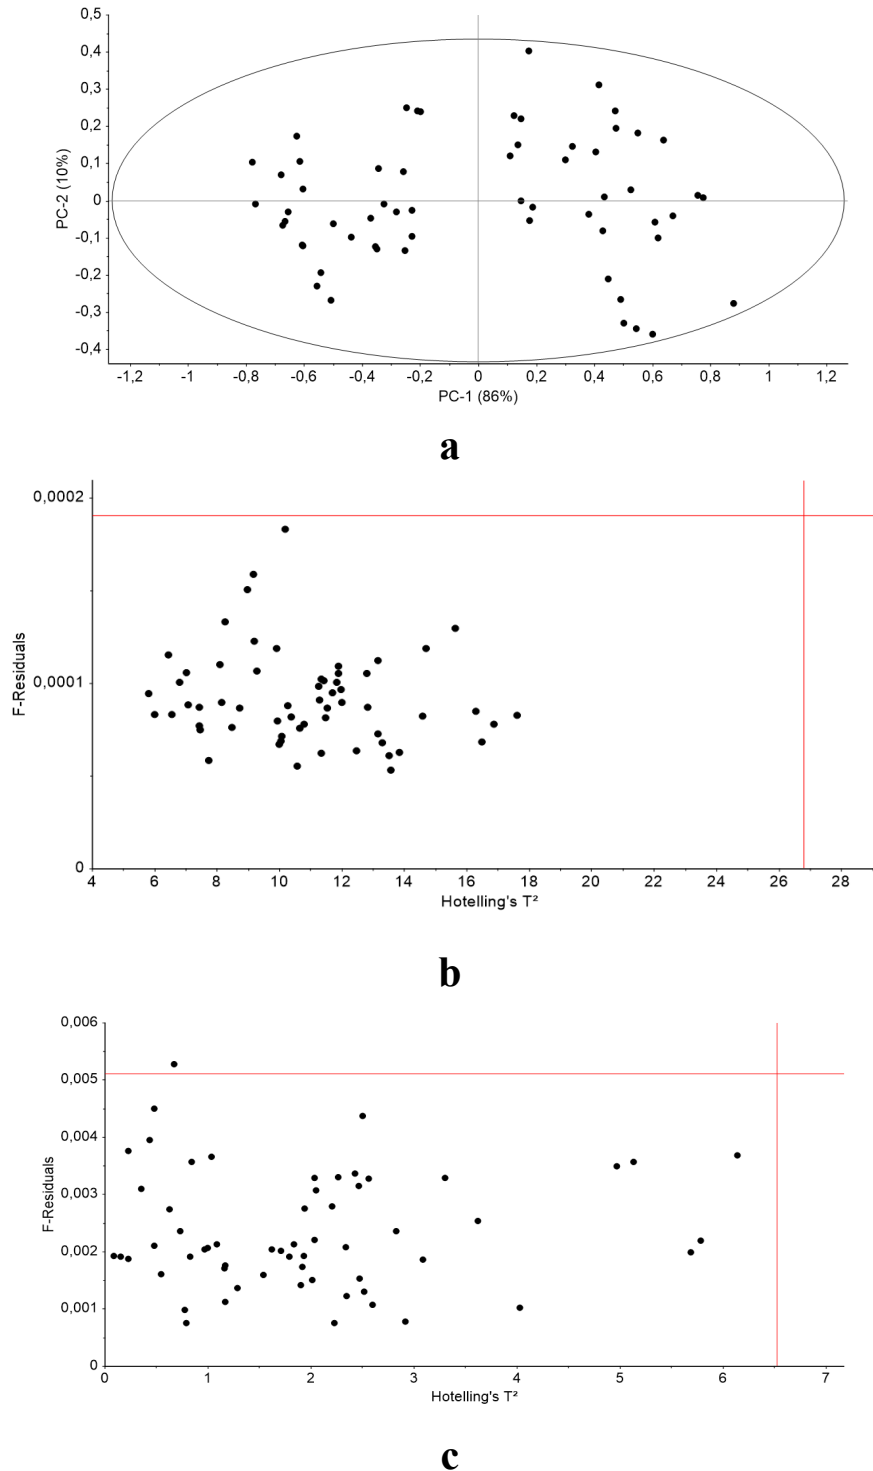 0,5
0,4
0,3
0,2
0,1
0
-0,1
-0,2
-0,3
-0,4
PC-2 (10%)
-1,2 -1 -0,8 -0,6 -0,4 -0,2 0 0,2 0,4 0,6 0,8 1 1,2
PC-1 (86%)
a
0,0002
0,0001
0
F-Residuals
4 6 8 10 12 14 16 18 20 22 24 26 28
Hotelling's T²
b
0,006
0,005
0,004
0,003
0,002
0,001
0
F-Residuals
0 1 2 3 4 5 6 7
Hotelling's T²
c